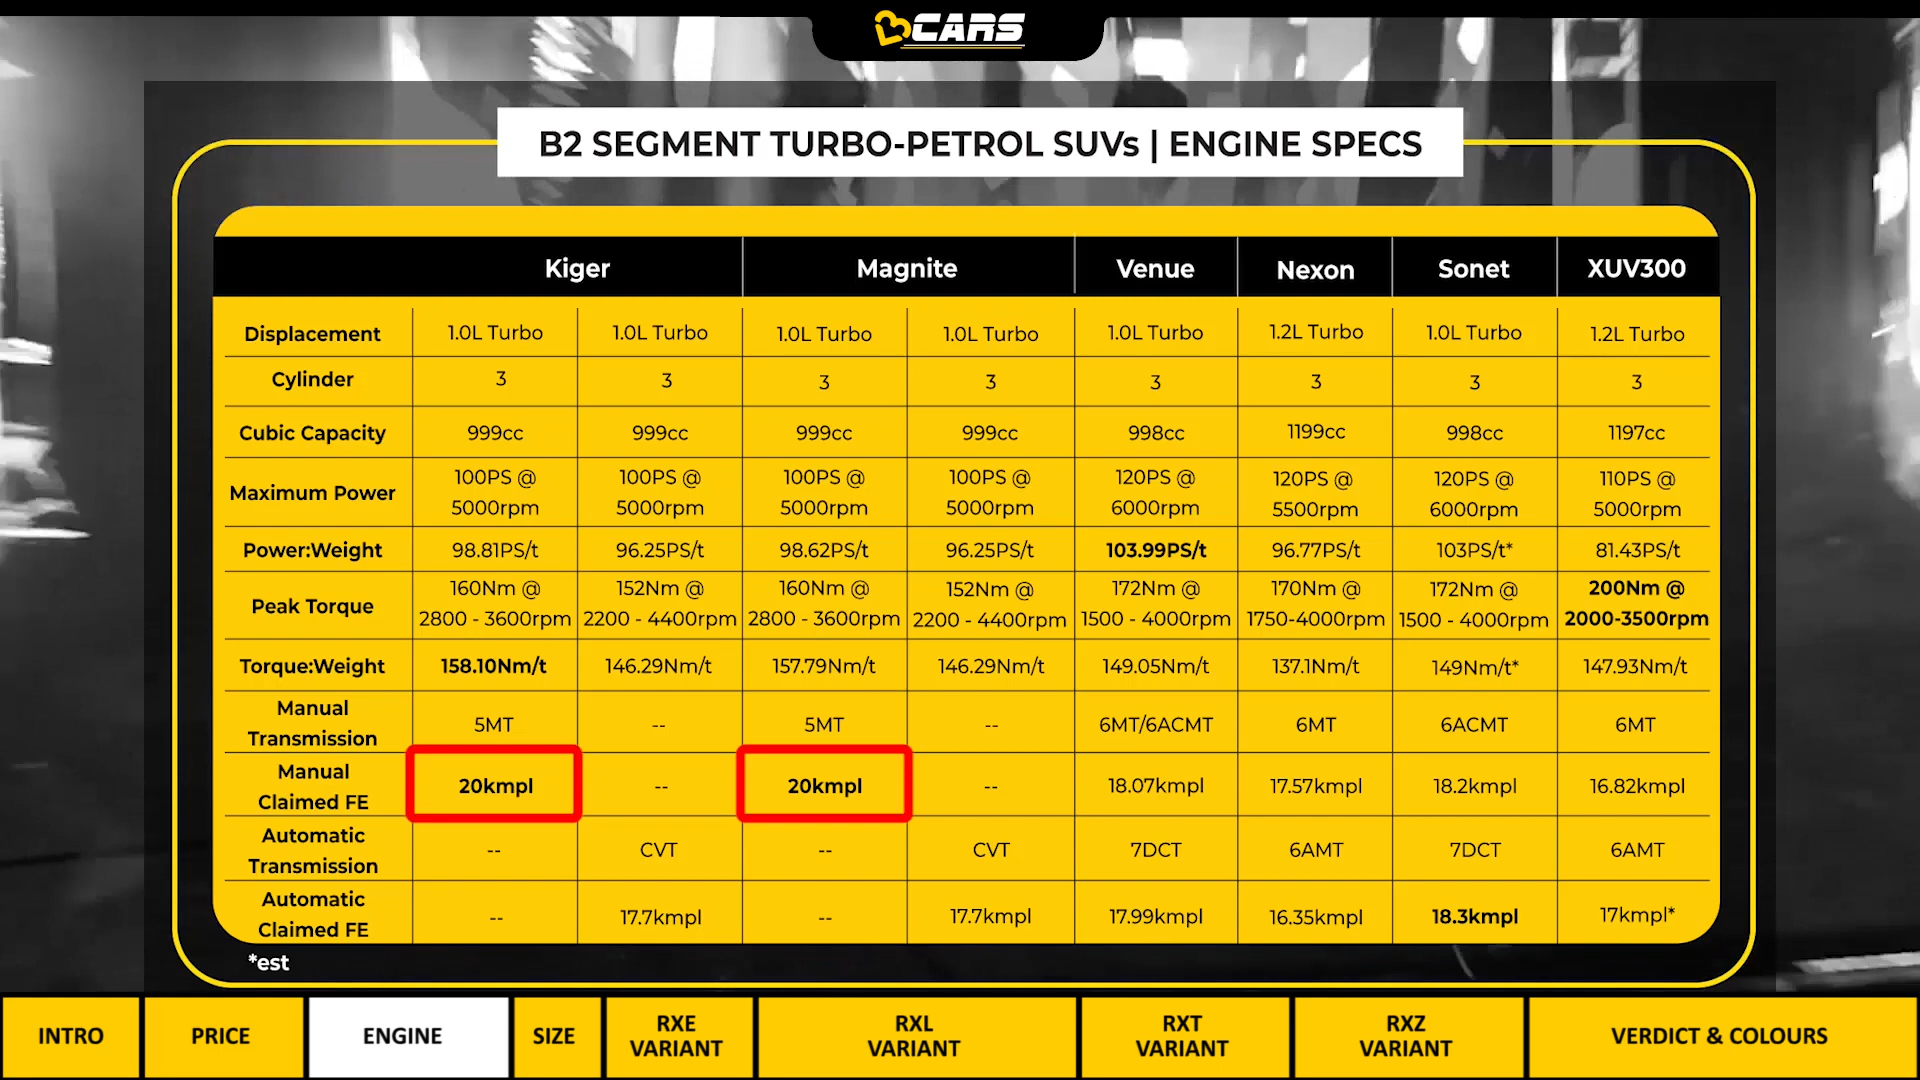 CARS
B2 SEGMENT TURBO-PETROL SUVs | ENGINE SPECS
Kiger Magnite Venue Nexon Sonet XUV300
Displacement 1.0L Turbo 1.0L Turbo 1.0L Turbo 1.0L Turbo 1.0L Turbo 1.2L Turbo 1.0L Turbo 1.2L Turbo
Cylinder 3 3 3 3 3 3 3 3
Cubic Capacity 999cc 999cc 999cc 999cc 998cc 1199cc 998cc 1197cc
Maximum Power 100PS @ 5000rpm 100PS @ 5000rpm 100PS @ 5000rpm 100PS @ 5000rpm 120PS @ 6000rpm 120PS @ 5500rpm 120PS @ 6000rpm 110PS @ 5000rpm
Power:Weight 98.81PS/t 96.25PS/t 98.62PS/t 96.25PS/t 103.99PS/t 96.77PS/t 103PS/t* 81.43PS/t
Peak Torque 160Nm @ 2800 - 3600rpm 152Nm @ 2200 - 4400rpm 160Nm @ 2800 - 3600rpm 152Nm @ 2200 - 4400rpm 172Nm @ 1500 - 4000rpm 170Nm @ 1750-4000rpm 172Nm @ 1500 - 4000rpm 200Nm @ 2000-3500rpm
Torque:Weight 158.10Nm/t 146.29Nm/t 157.79Nm/t 146.29Nm/t 149.05Nm/t 137.1Nm/t 149Nm/t* 147.93Nm/t
Manual Transmission 5MT -- 5MT -- 6MT/6ACMT 6MT 6ACMT 6MT
Manual Claimed FE 20kmpl -- 20kmpl -- 18.07kmpl 17.57kmpl 18.2kmpl 16.82kmpl
Automatic Transmission -- CVT -- CVT 7DCT 6AMT 7DCT 6AMT
Automatic Claimed FE -- 17.7kmpl -- 17.7kmpl 17.99kmpl 16.35kmpl 18.3kmpl 17kmpl*
*est
INTRO PRICE ENGINE SIZE RXE VARIANT RXL VARIANT RXT VARIANT RXZ VARIANT VERDICT & COLOURS